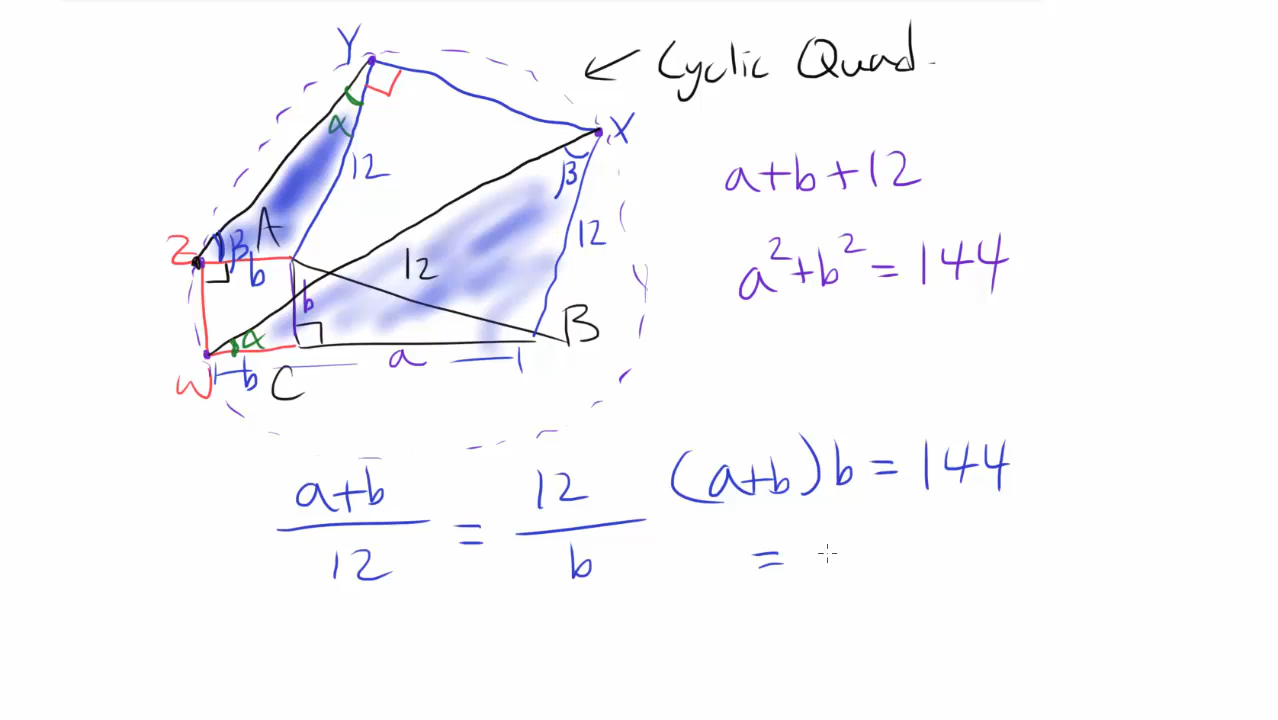 Y
← Cyclic Quad.
X
α
12
β
a+b+12
A
12
Z
β
b
12
a²+b²=144
b
B
α
a
W
b
C
a+b/12 = 12/b
(a+b)b=144
=